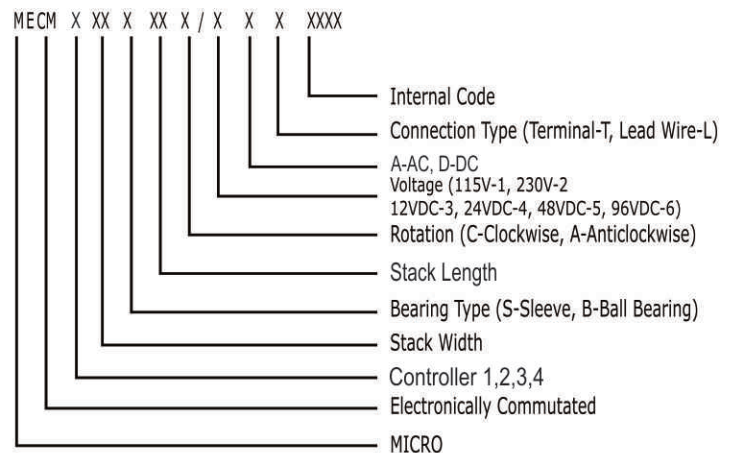 MECM X XX X XX X / X X X XXXX
Internal Code
Connection Type (Terminal-T, Lead Wire-L)
A-AC, D-DC
Voltage (115V-1, 230V-2
12VDC-3, 24VDC-4, 48VDC-5, 96VDC-6)
Rotation (C-Clockwise, A-Anticlockwise)
Stack Length
Bearing Type (S-Sleeve, B-Ball Bearing)
Stack Width
Controller 1,2,3,4
Electronically Commutated
MICRO